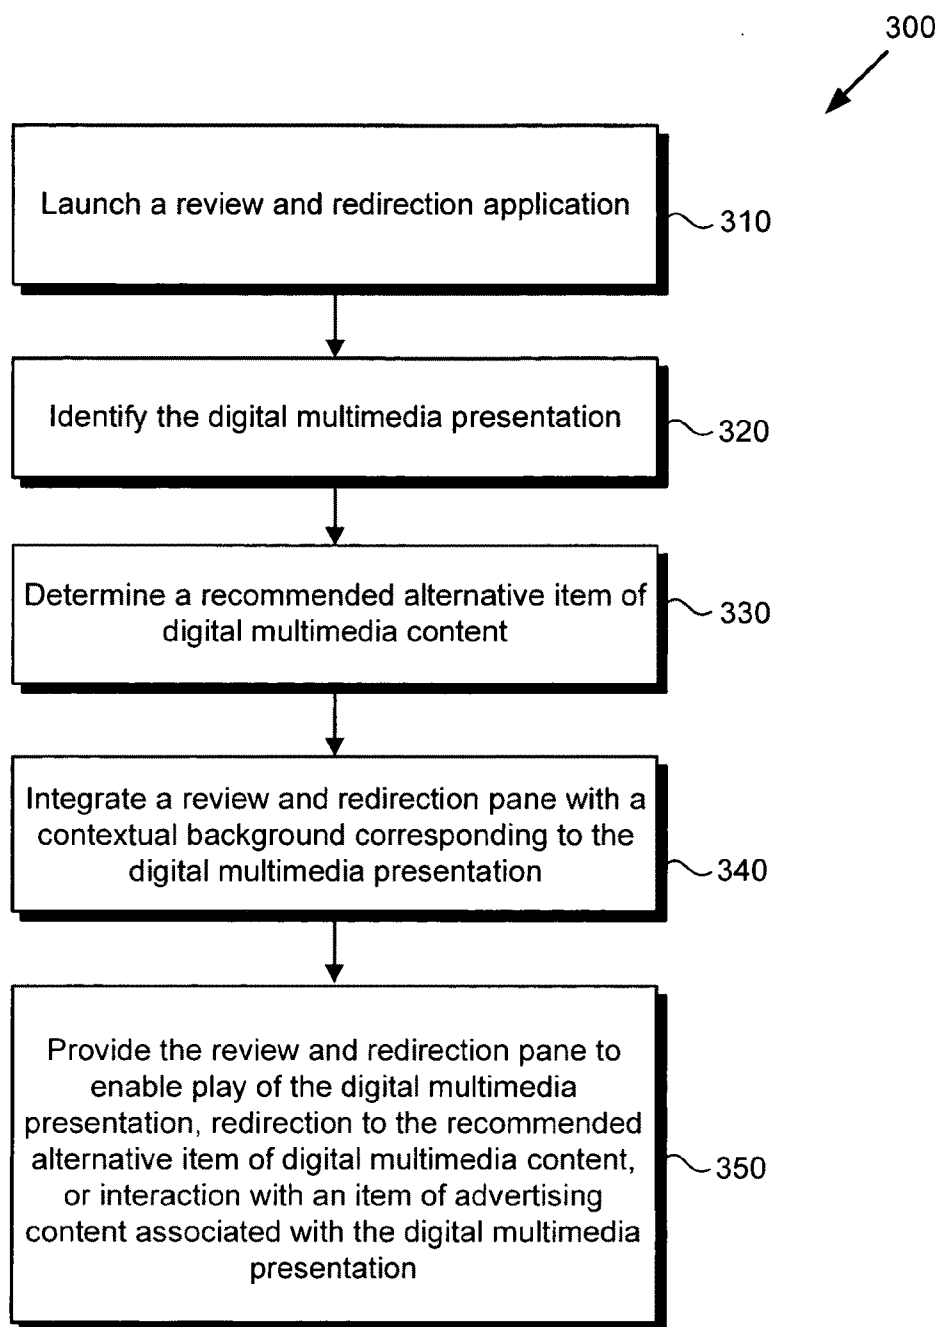 300
Launch a review and redirection application
310
Identify the digital multimedia presentation
320
Determine a recommended alternative item of
digital multimedia content
330
Integrate a review and redirection pane with a
contextual background corresponding to the
digital multimedia presentation
340
Provide the review and redirection pane to
enable play of the digital multimedia
presentation, redirection to the recommended
alternative item of digital multimedia content,
or interaction with an item of advertising
content associated with the digital multimedia
presentation
350